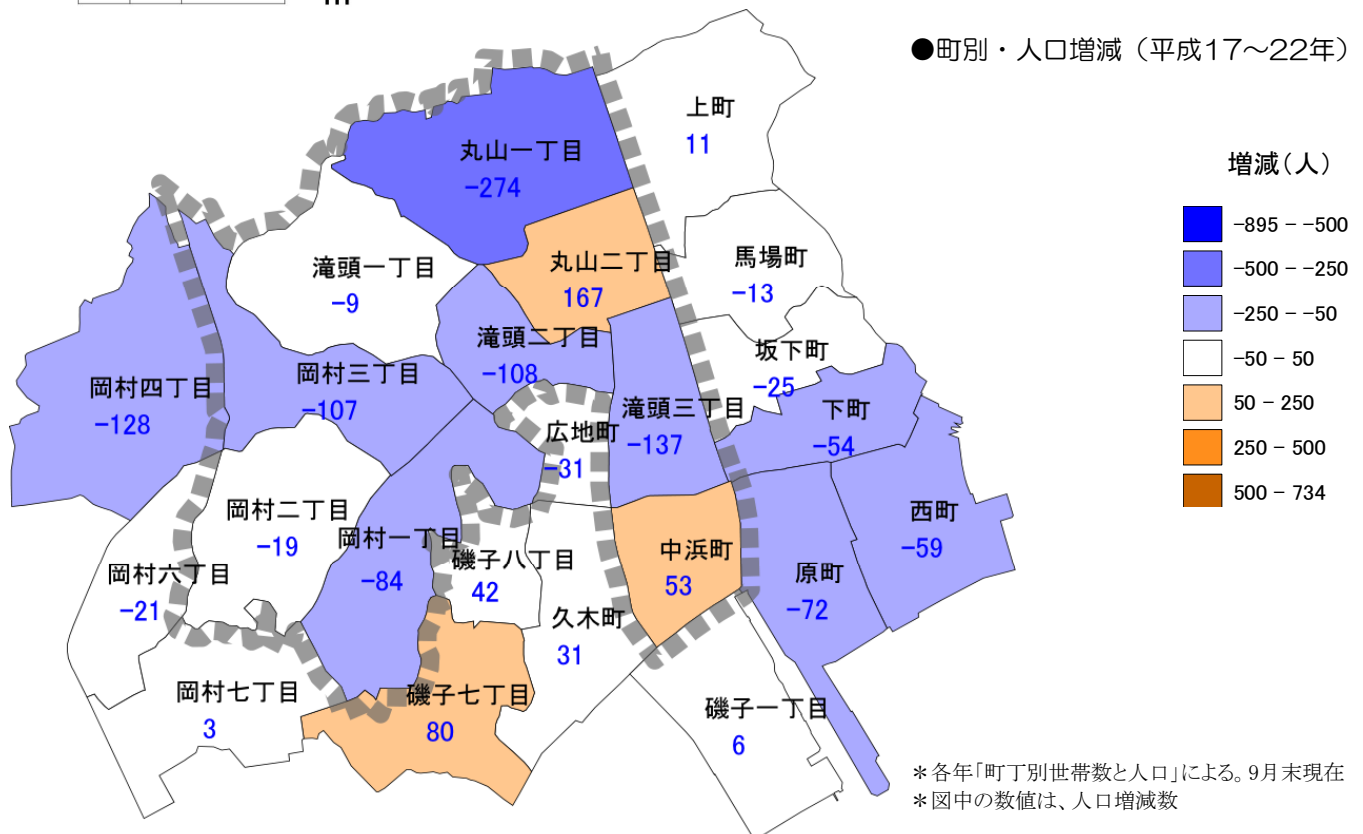 m
●町別・人口増減（平成17～22年）
上町
11
丸山一丁目
-274
増減（人）
-895 - -500
-500 - -250
-250 - -50
-50 - 50
50 - 250
250 - 500
500 - 734
丸山二丁目
167
馬場町
-13
滝頭一丁目
-9
滝頭二丁目
-108
坂下町
-25
岡村四丁目
-128
岡村三丁目
-107
滝頭三丁目
-137
下町
-54
広地町
-31
岡村二丁目
-19
岡村一丁目
-84
西町
-59
磯子八丁目
42
中浜町
53
原町
-72
岡村六丁目
-21
久木町
31
岡村七丁目
3
磯子七丁目
80
磯子一丁目
6
＊各年「町丁別世帯数と人口」による。9月末現在
＊図中の数値は、人口増減数